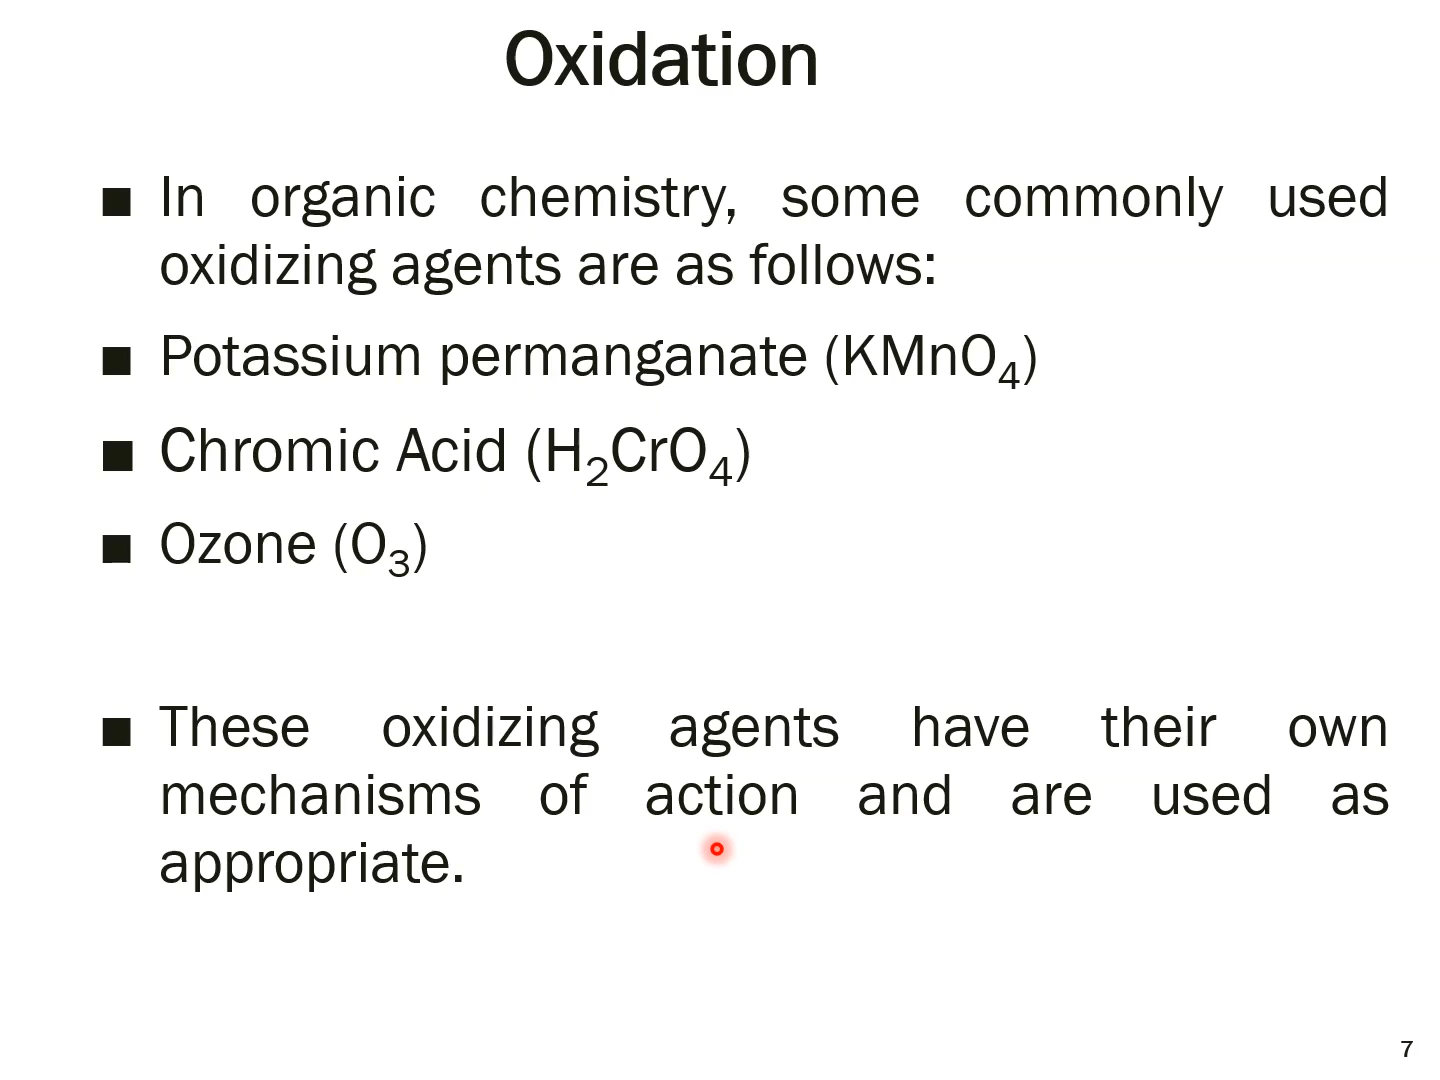 Oxidation
■ In organic chemistry, some commonly used
oxidizing agents are as follows:
■ Potassium permanganate (KMnO₄)
■ Chromic Acid (H₂CrO₄)
■ Ozone (O₃)
■ These oxidizing agents have their own
mechanisms of action and are used as
appropriate.
7